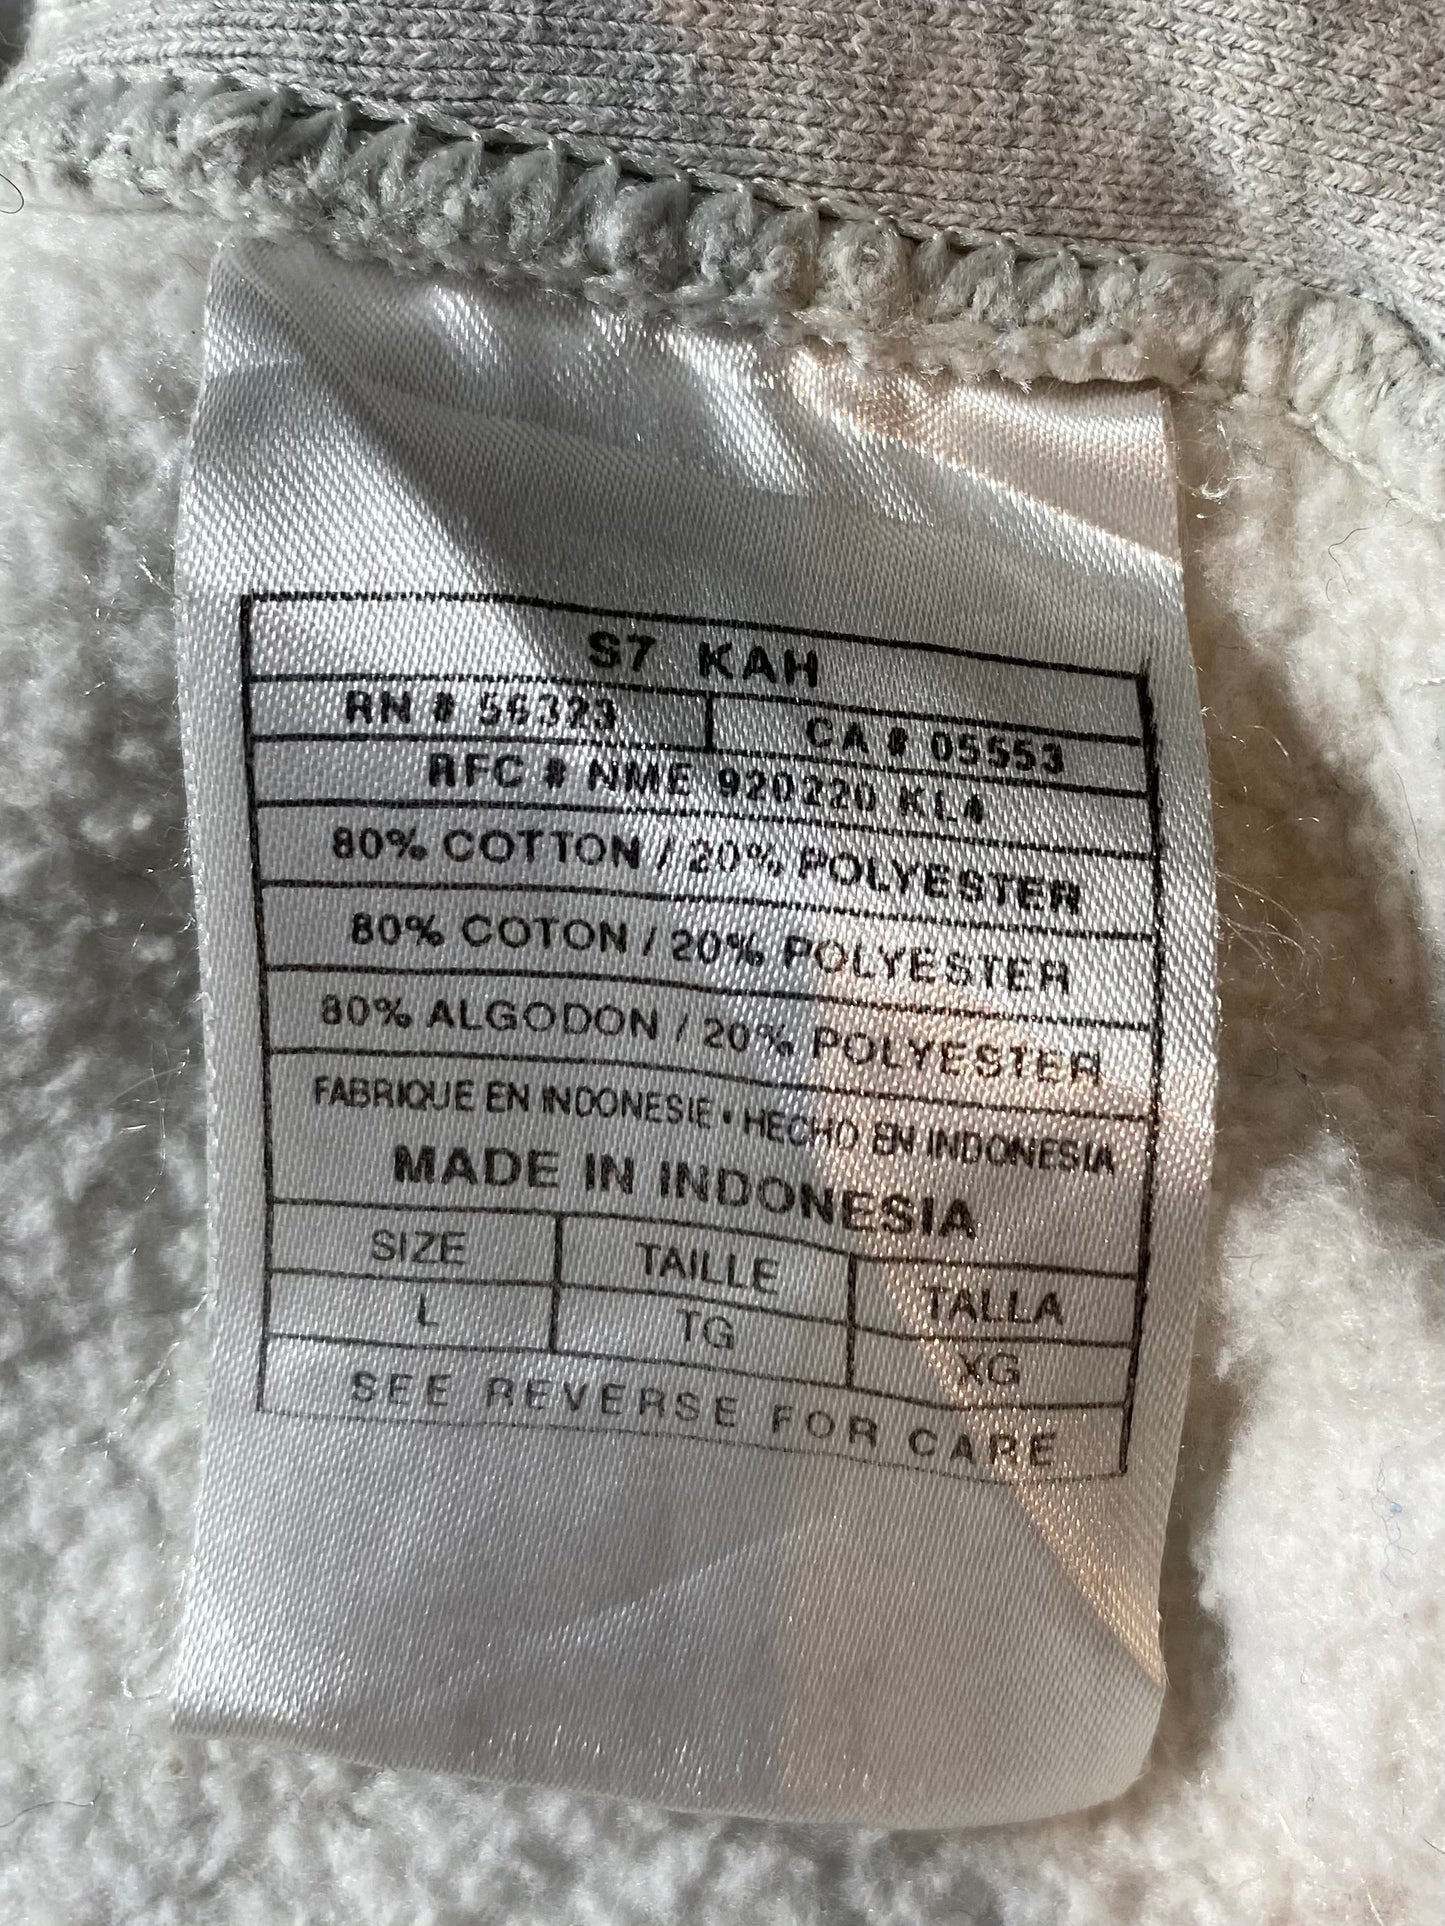 S7 KAH
RN # 56323 CA # 05553
RFC # NME 920220 KL4
80% COTTON / 20% POLYESTER
80% COTON / 20% POLYESTER
80% ALGODON / 20% POLYESTER
FABRIQUE EN INDONESIE • HECHO EN INDONESIA
MADE IN INDONESIA
SIZE TAILLE TALLA
L TG XG
SEE REVERSE FOR CARE